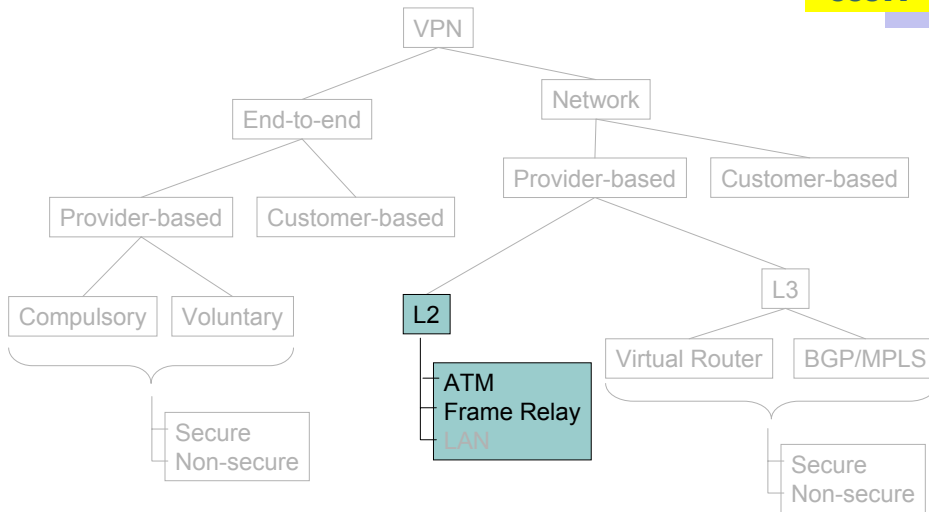 VPN
End-to-end
Network
Provider-based
Customer-based
Provider-based
Customer-based
Compulsory
Voluntary
L2
L3
Virtual Router
BGP/MPLS
ATM
Frame Relay
LAN
Secure
Non-secure
Secure
Non-secure